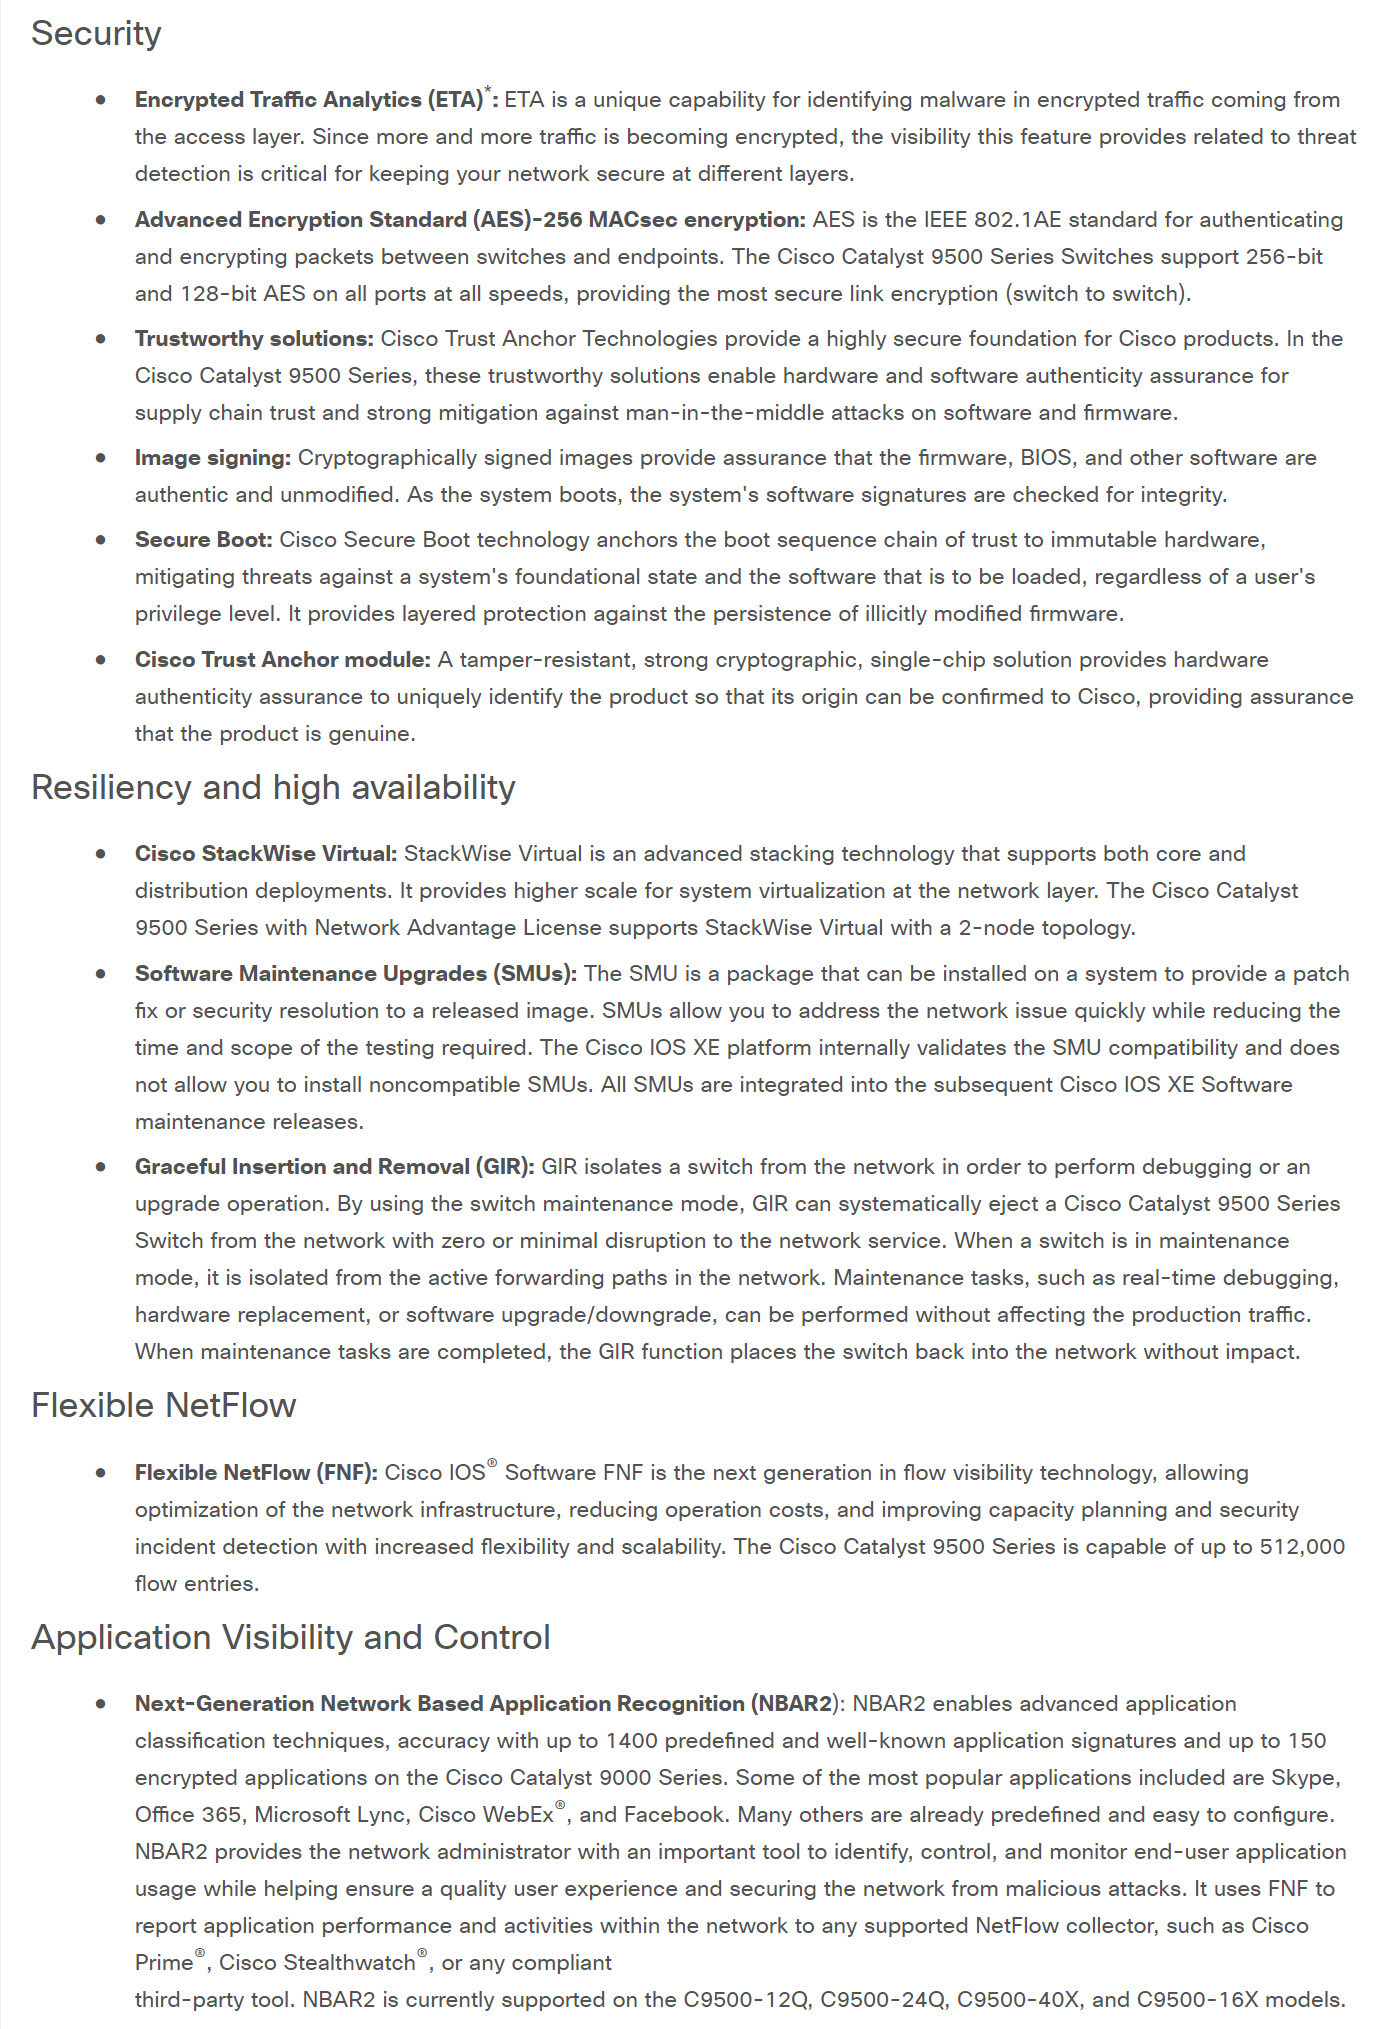 Security
● Encrypted Traffic Analytics (ETA)*: ETA is a unique capability for identifying malware in encrypted traffic coming from
the access layer. Since more and more traffic is becoming encrypted, the visibility this feature provides related to threat
detection is critical for keeping your network secure at different layers.
● Advanced Encryption Standard (AES)-256 MACsec encryption: AES is the IEEE 802.1AE standard for authenticating
and encrypting packets between switches and endpoints. The Cisco Catalyst 9500 Series Switches support 256-bit
and 128-bit AES on all ports at all speeds, providing the most secure link encryption (switch to switch).
● Trustworthy solutions: Cisco Trust Anchor Technologies provide a highly secure foundation for Cisco products. In the
Cisco Catalyst 9500 Series, these trustworthy solutions enable hardware and software authenticity assurance for
supply chain trust and strong mitigation against man-in-the-middle attacks on software and firmware.
● Image signing: Cryptographically signed images provide assurance that the firmware, BIOS, and other software are
authentic and unmodified. As the system boots, the system's software signatures are checked for integrity.
● Secure Boot: Cisco Secure Boot technology anchors the boot sequence chain of trust to immutable hardware,
mitigating threats against a system's foundational state and the software that is to be loaded, regardless of a user's
privilege level. It provides layered protection against the persistence of illicitly modified firmware.
● Cisco Trust Anchor module: A tamper-resistant, strong cryptographic, single-chip solution provides hardware
authenticity assurance to uniquely identify the product so that its origin can be confirmed to Cisco, providing assurance
that the product is genuine.
Resiliency and high availability
● Cisco StackWise Virtual: StackWise Virtual is an advanced stacking technology that supports both core and
distribution deployments. It provides higher scale for system virtualization at the network layer. The Cisco Catalyst
9500 Series with Network Advantage License supports StackWise Virtual with a 2-node topology.
● Software Maintenance Upgrades (SMUs): The SMU is a package that can be installed on a system to provide a patch
fix or security resolution to a released image. SMUs allow you to address the network issue quickly while reducing the
time and scope of the testing required. The Cisco IOS XE platform internally validates the SMU compatibility and does
not allow you to install noncompatible SMUs. All SMUs are integrated into the subsequent Cisco IOS XE Software
maintenance releases.
● Graceful Insertion and Removal (GIR): GIR isolates a switch from the network in order to perform debugging or an
upgrade operation. By using the switch maintenance mode, GIR can systematically eject a Cisco Catalyst 9500 Series
Switch from the network with zero or minimal disruption to the network service. When a switch is in maintenance
mode, it is isolated from the active forwarding paths in the network. Maintenance tasks, such as real-time debugging,
hardware replacement, or software upgrade/downgrade, can be performed without affecting the production traffic.
When maintenance tasks are completed, the GIR function places the switch back into the network without impact.
Flexible NetFlow
● Flexible NetFlow (FNF): Cisco IOS® Software FNF is the next generation in flow visibility technology, allowing
optimization of the network infrastructure, reducing operation costs, and improving capacity planning and security
incident detection with increased flexibility and scalability. The Cisco Catalyst 9500 Series is capable of up to 512,000
flow entries.
Application Visibility and Control
● Next-Generation Network Based Application Recognition (NBAR2): NBAR2 enables advanced application
classification techniques, accuracy with up to 1400 predefined and well-known application signatures and up to 150
encrypted applications on the Cisco Catalyst 9000 Series. Some of the most popular applications included are Skype,
Office 365, Microsoft Lync, Cisco WebEx®, and Facebook. Many others are already predefined and easy to configure.
NBAR2 provides the network administrator with an important tool to identify, control, and monitor end-user application
usage while helping ensure a quality user experience and securing the network from malicious attacks. It uses FNF to
report application performance and activities within the network to any supported NetFlow collector, such as Cisco
Prime®, Cisco Stealthwatch®, or any compliant
third-party tool. NBAR2 is currently supported on the C9500-12Q, C9500-24Q, C9500-40X, and C9500-16X models.